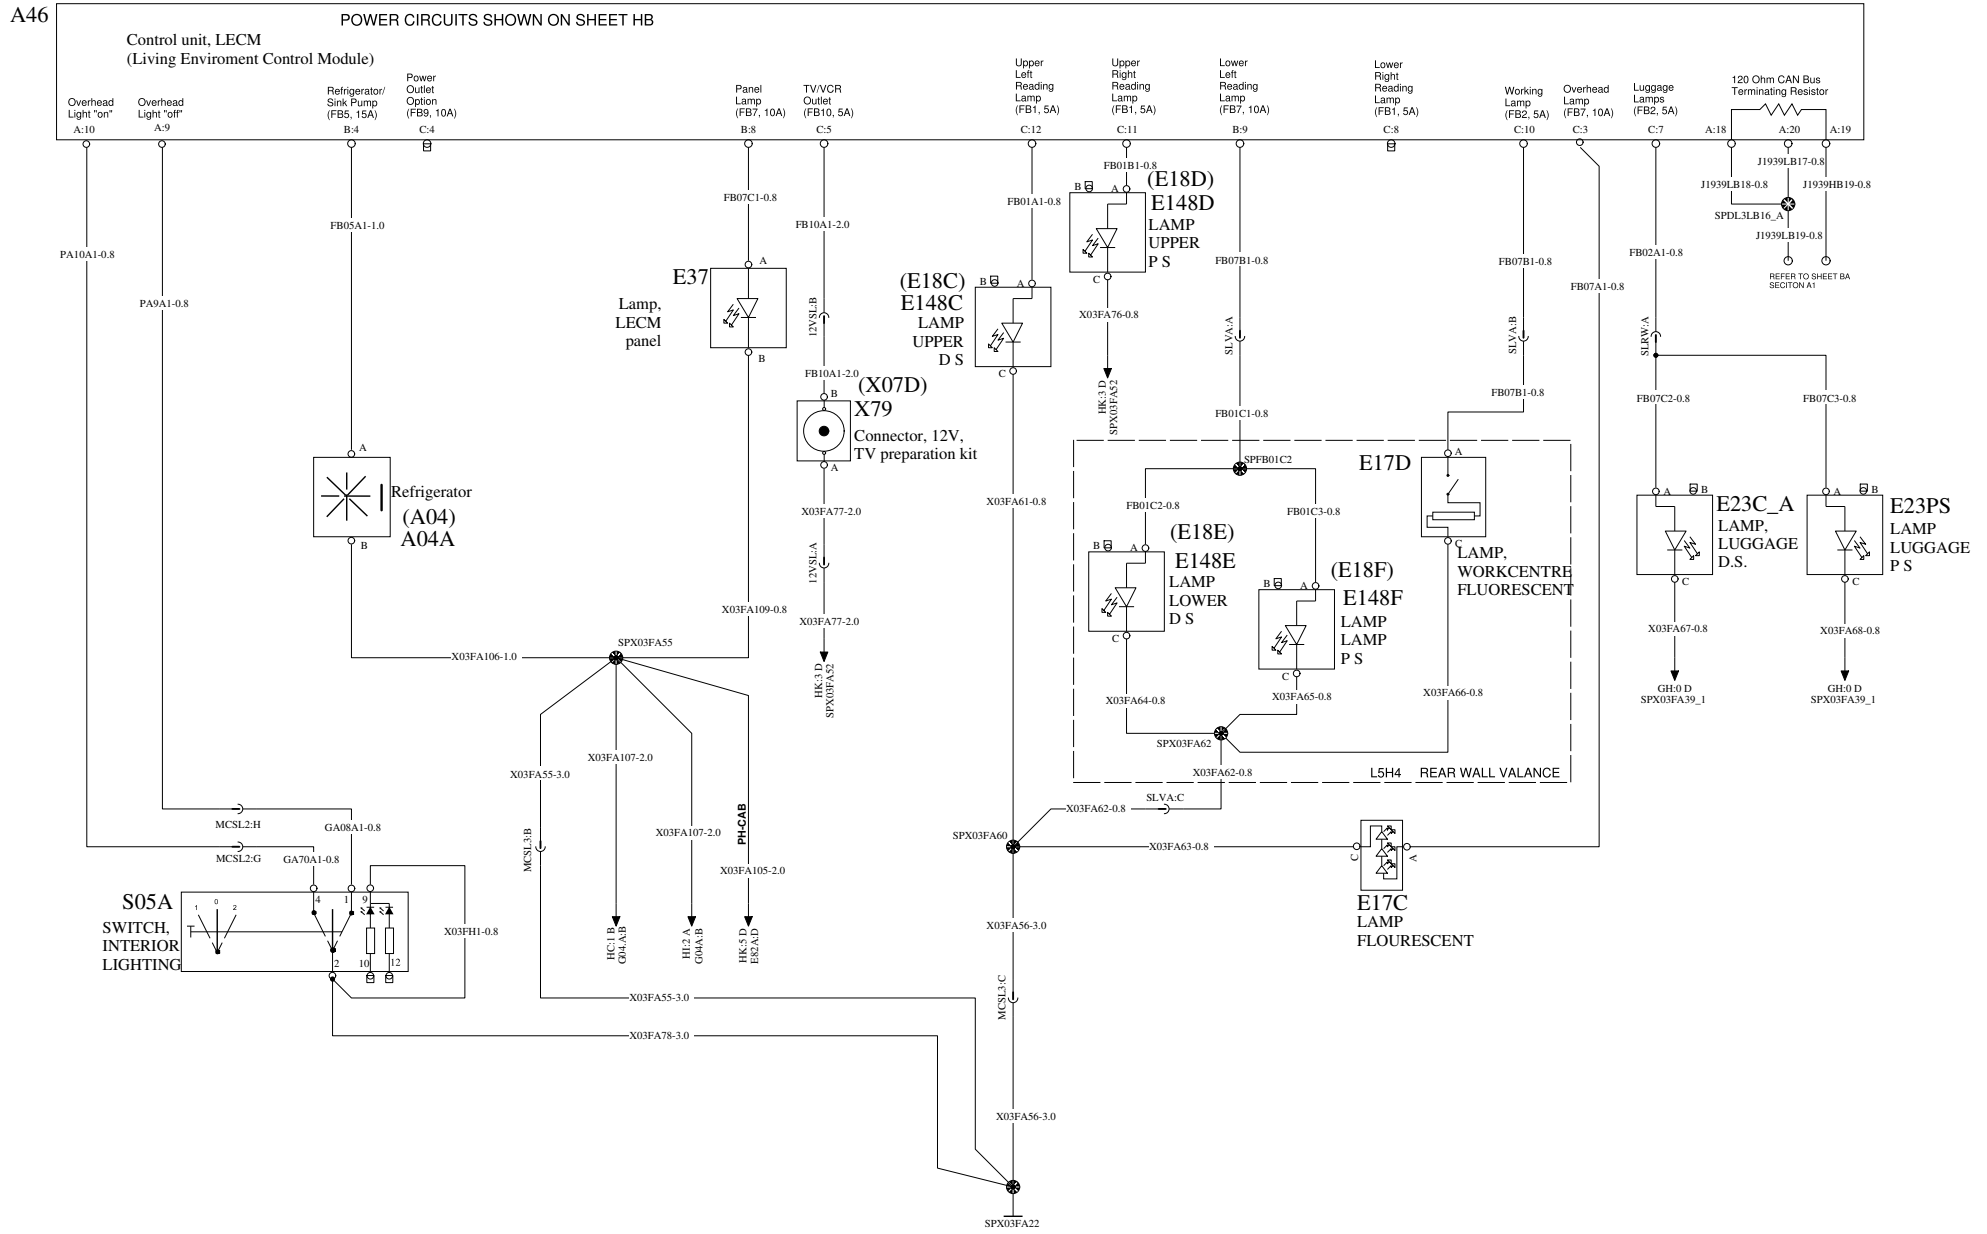 A46
POWER CIRCUITS SHOWN ON SHEET HB
Control unit, LECM
(Living Enviroment Control Module)
Overhead
Light "on"
A:10
Overhead
Light "off"
A:9
Refrigerator/
Sink Pump
(FB5, 15A)
B:4
Power
Outlet
Option
(FB9, 10A)
C:4
Panel
Lamp
(FB7, 10A)
B:8
TV/VCR
Outlet
(FB10, 5A)
C:5
Upper
Left
Reading
Lamp
(FB1, 5A)
C:12
Upper
Right
Reading
Lamp
(FB1, 5A)
C:11
Lower
Left
Reading
Lamp
(FB7, 10A)
B:9
Lower
Right
Reading
Lamp
(FB1, 5A)
C:8
Working
Lamp
(FB2, 5A)
C:10
Overhead
Lamp
(FB7, 10A)
C:3
Luggage
Lamps
(FB2, 5A)
C:7
120 Ohm CAN Bus
Terminating Resistor
A:18
A:20
A:19
J1939LB17-0.8
J1939LB18-0.8
J1939HB19-0.8
SPDL3LB16_A
J1939LB19-0.8
REFER TO SHEET BA
SECITON A1
PA10A1-0.8
PA9A1-0.8
FB05A1-1.0
FB07C1-0.8
FB10A1-2.0
FB01A1-0.8
FB01B1-0.8
FB07B1-0.8
FB07B1-0.8
FB07A1-0.8
FB02A1-0.8
B
A
(E18D)
E148D
LAMP
UPPER
P S
C
X03FA76-0.8
HK:3 D
SPX03FA52
A
E37
Lamp,
LECM
panel
B
12VSL:B
FB10A1-2.0
(X07D)
B
X79
Connector, 12V,
TV preparation kit
A
X03FA77-2.0
12VSL:A
X03FA77-2.0
HK:3 D
SPX03FA52
(E18C)
E148C
LAMP
UPPER
D S
B
A
C
X03FA61-0.8
SLVA:A
FB01C1-0.8
SLVA:B
FB07B1-0.8
SLRW:A
FB07C2-0.8
FB07C3-0.8
SPFB01C2
FB01C2-0.8
FB01C3-0.8
(E18E)
E148E
LAMP
LOWER
D S
B
A
C
(E18F)
E148F
LAMP
LAMP
P S
B
A
C
E17D
A
C
LAMP,
WORKCENTRE
FLUORESCENT
X03FA64-0.8
X03FA65-0.8
X03FA66-0.8
SPX03FA62
X03FA62-0.8
L5H4
REAR WALL VALANCE
A
B
E23C_A
LAMP,
LUGGAGE
D.S.
C
X03FA67-0.8
GH:0 D
SPX03FA39_1
A
B
E23PS
LAMP
LUGGAGE
P S
C
X03FA68-0.8
GH:0 D
SPX03FA39_1
A
Refrigerator
(A04)
A04A
B
X03FA106-1.0
SPX03FA55
X03FA109-0.8
X03FA55-3.0
X03FA107-2.0
X03FA107-2.0
PH-CAB
X03FA105-2.0
MCSL3:B
HC:1 B
G04.A:B
HI:2 A
G04A:B
HK:5 D
E82A:D
SLVA:C
X03FA62-0.8
SPX03FA60
X03FA63-0.8
C
A
E17C
LAMP
FLOURESCENT
X03FA56-3.0
MCSL3:C
X03FA56-3.0
SPX03FA22
MCSL2:H
GA08A1-0.8
MCSL2:G
GA70A1-0.8
S05A
SWITCH,
INTERIOR
LIGHTING
1
0
2
4
1
9
2
10
12
X03FH1-0.8
X03FA55-3.0
X03FA78-3.0